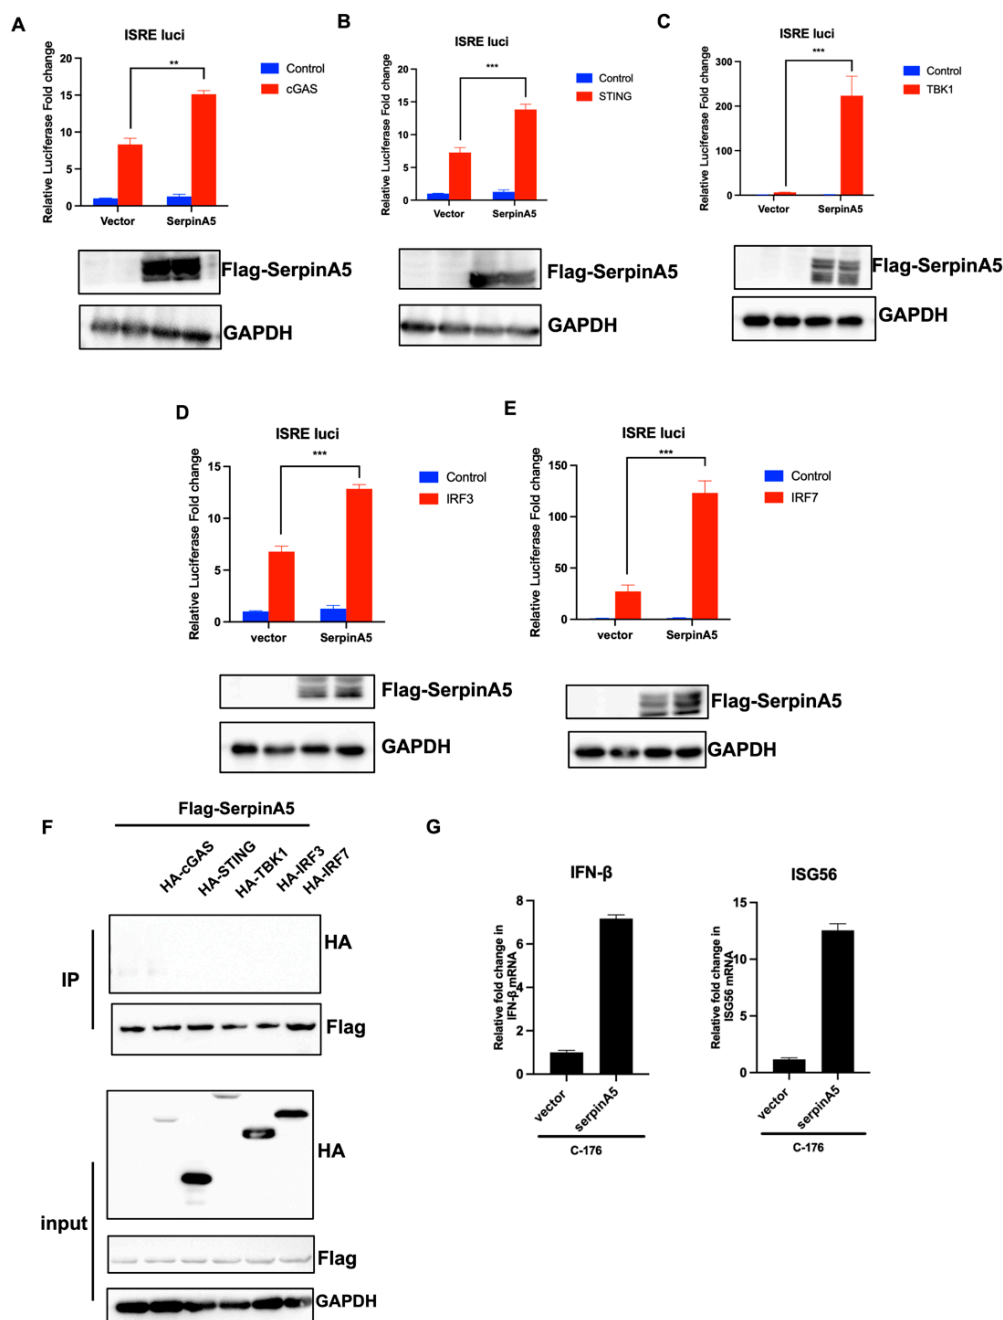 A
ISRE luci
Relative Luciferase Fold change
20
15
10
5
0
**
Control
cGAS
Vector
SerpinA5
Flag-SerpinA5
GAPDH
B
ISRE luci
Relative Luciferase Fold change
20
15
10
5
0
***
Control
STING
Vector
SerpinA5
Flag-SerpinA5
GAPDH
C
ISRE luci
Relative Luciferase Fold change
300
200
100
0
***
Control
TBK1
Vector
SerpinA5
Flag-SerpinA5
GAPDH
D
ISRE luci
Relative Luciferase Fold change
15
10
5
0
***
Control
IRF3
vector
SerpinA5
Flag-SerpinA5
GAPDH
E
ISRE luci
Relative Luciferase Fold change
150
100
50
0
***
Control
IRF7
vector
SerpinA5
Flag-SerpinA5
GAPDH
F
Flag-SerpinA5
HA-cGAS
HA-STING
HA-TBK1
HA-IRF3
HA-IRF7
IP
HA
Flag
input
HA
Flag
GAPDH
G
IFN-β
Relative fold change in
IFN-β mRNA
8
6
4
2
0
vector
serpinA5
C-176
ISG56
Relative fold change in
ISG56 mRNA
15
10
5
0
vector
serpinA5
C-176